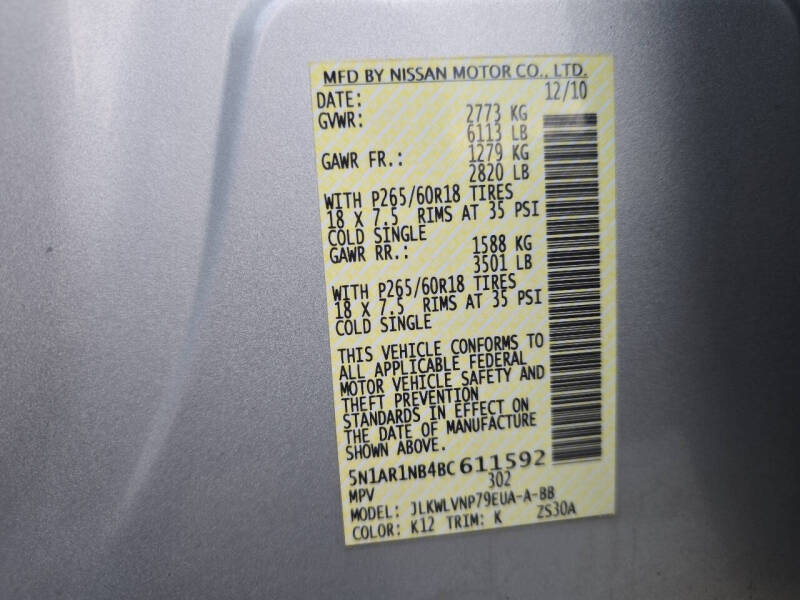 MFD BY NISSAN MOTOR CO., LTD.
DATE: 12/10
GVWR: 2773 KG
6113 LB
GAWR FR.: 1279 KG
2820 LB
WITH P265/60R18 TIRES
18 X 7.5 RIMS AT 35 PSI
COLD SINGLE
GAWR RR.: 1588 KG
3501 LB
WITH P265/60R18 TIRES
18 X 7.5 RIMS AT 35 PSI
COLD SINGLE
THIS VEHICLE CONFORMS TO
ALL APPLICABLE FEDERAL
MOTOR VEHICLE SAFETY AND
THEFT PREVENTION
STANDARDS IN EFFECT ON
THE DATE OF MANUFACTURE
SHOWN ABOVE.
5N1AR1NB4BC611592
MPV 302
MODEL: JLKWLVNP79EUA-A-BB
COLOR: K12 TRIM: K ZS30A